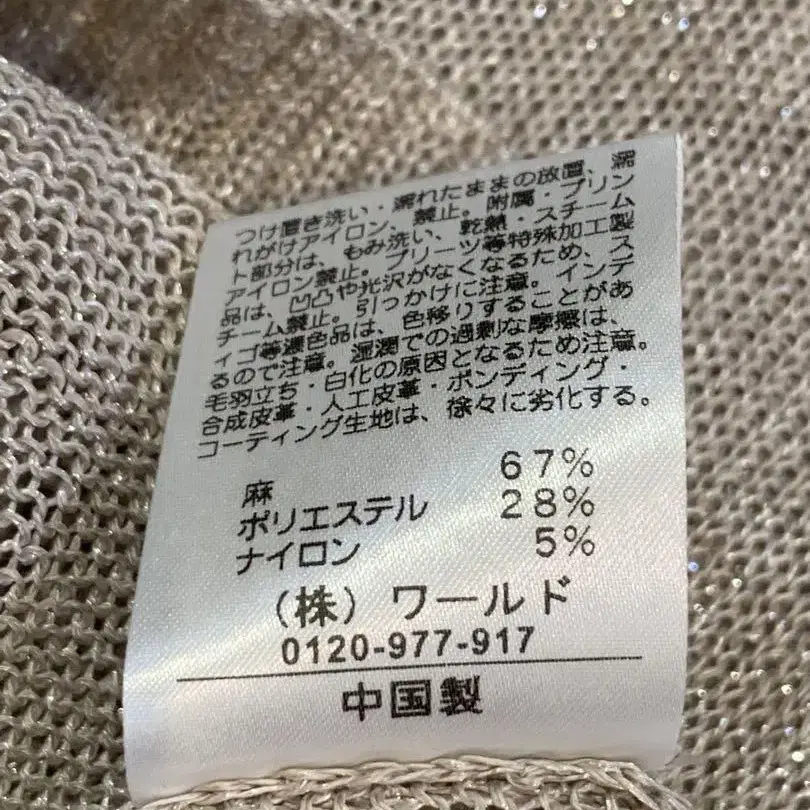 つけ置き洗い・濡れたままの放置、濡
れがけアイロン、禁止。附属・プリン
ト部分は、もみ洗い、乾熱・スチーム
アイロン禁止。プリーツ等特殊加工製
品は、凹凸や光沢がなくなるため、ス
チーム禁止。引っかけに注意。インデ
ィゴ等濃色品は、色移りすることがあ
るので注意。湿潤での過剰な摩擦は、
毛羽立ち・白化の原因となるため注意。
合成皮革・人工皮革・ボンディング・
コーティング生地は、徐々に劣化する。
麻 67%
ポリエステル 28%
ナイロン 5%
(株) ワールド
0120-977-917
中国製